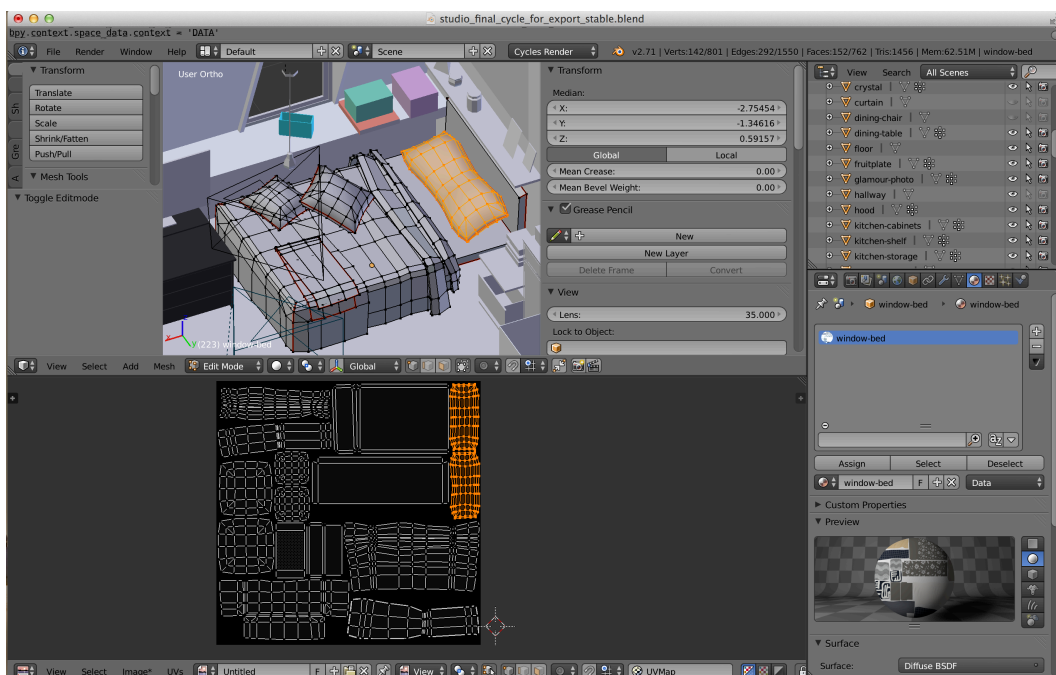 studio_final_cycle_for_export_stable.blend
bpy.context.space_data.context = 'DATA'
File Render Window Help Default Scene Cycles Render v2.71 | Verts:142/801 | Edges:292/1550 | Faces:152/762 | Tris:1456 | Mem:62.51M | window-bed
Transform
Translate
Rotate
Scale
Shrink/Fatten
Push/Pull
Mesh Tools
Toggle Editmode
Sh
Gre
A
User Ortho
x
y
(223) window-bed
Transform
Median:
X: -2.75454
Y: -1.34616
Z: 0.59157
Global Local
Mean Crease: 0.00
Mean Bevel Weight: 0.00
Grease Pencil
New
New Layer
Delete Frame Convert
View
Lens: 35.000
Lock to Object:
View Search All Scenes
crystal
curtain
dining-chair
dining-table
floor
fruitplate
glamour-photo
hallway
hood
kitchen-cabinets
kitchen-shelf
kitchen-storage
window-bed window-bed
window-bed
Assign Select Deselect
window-bed F Data
Custom Properties
Preview
Surface
Surface: Diffuse BSDF
View Select Add Mesh Edit Mode Global
View Select Image* UVs Untitled F View UVMap